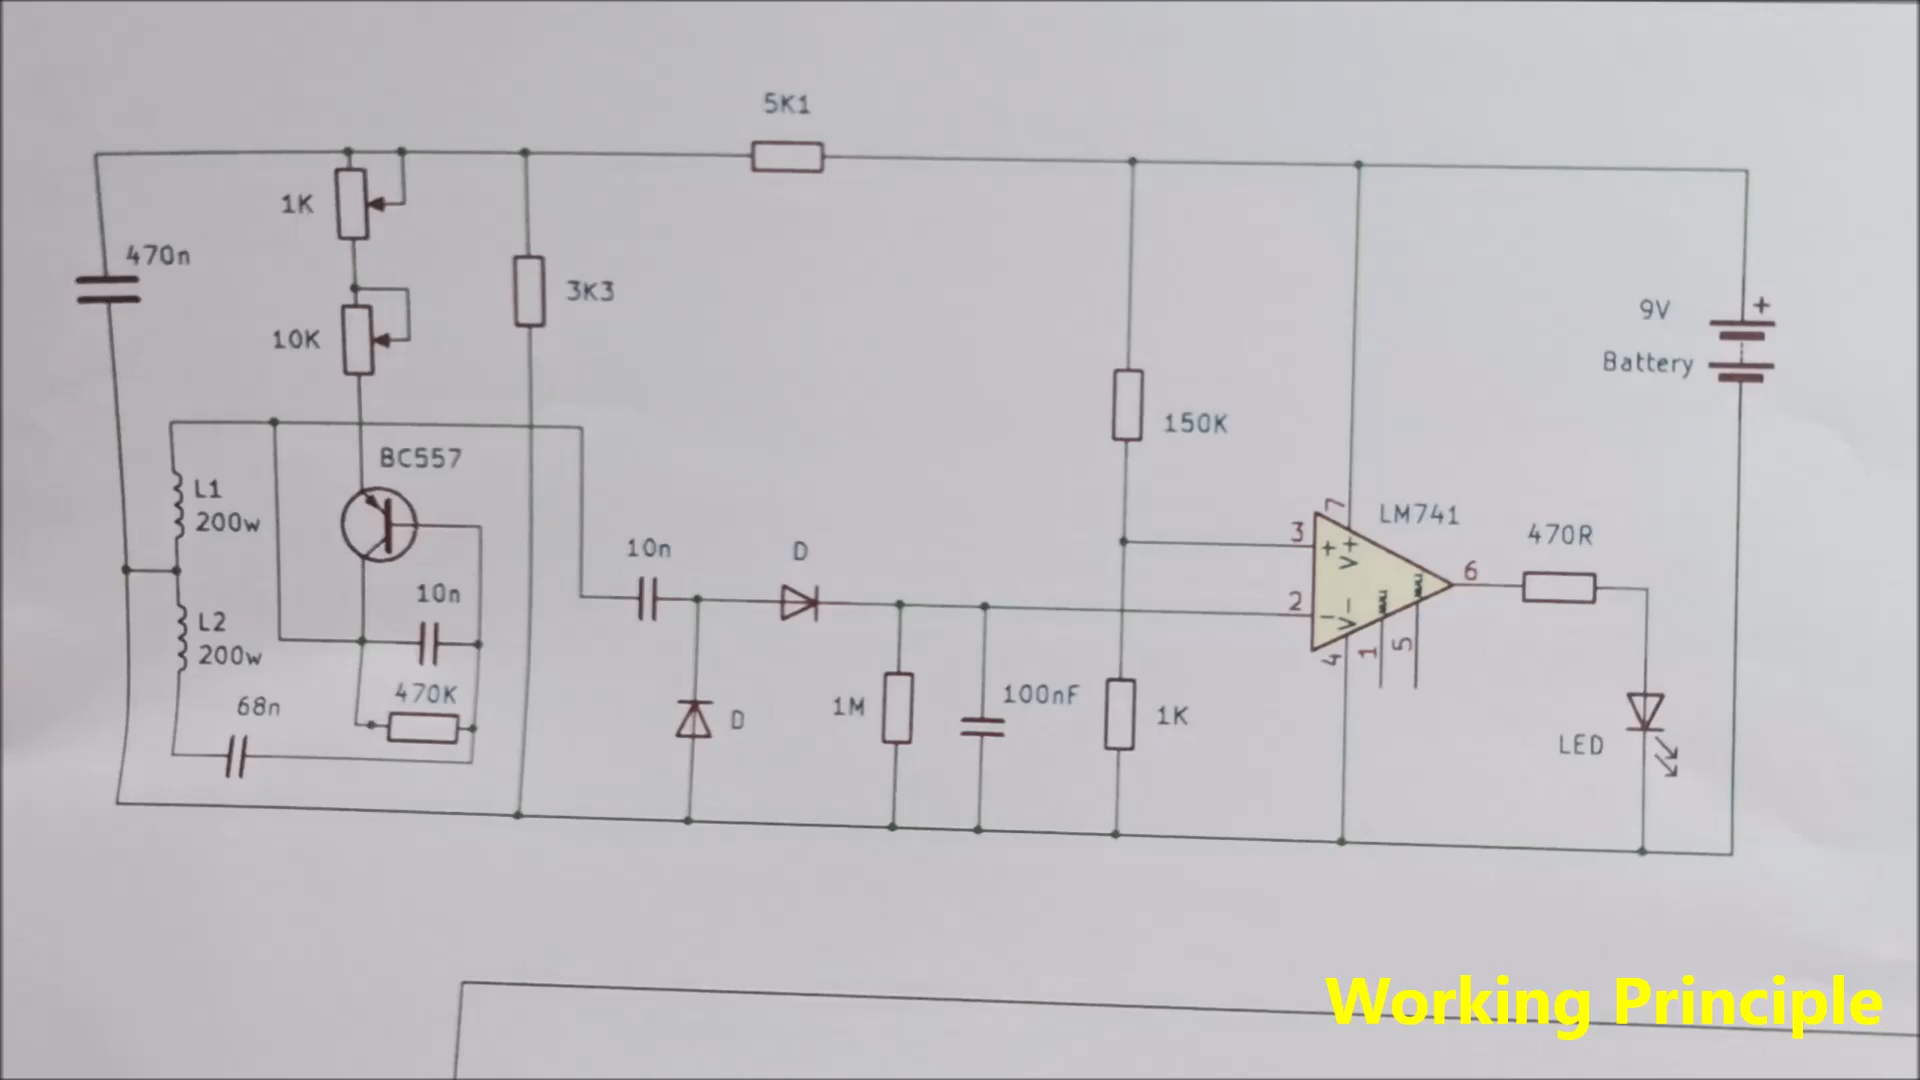 5K1
1K
470n
3K3
10K
9V
+
Battery
150K
BC557
L1
200w
7
LM741
3
+
V+
470R
10n
D
6
10n
2
V-
L2
200w
4
1
5
470K
1M
100nF
1K
68n
D
LED
Working Principle